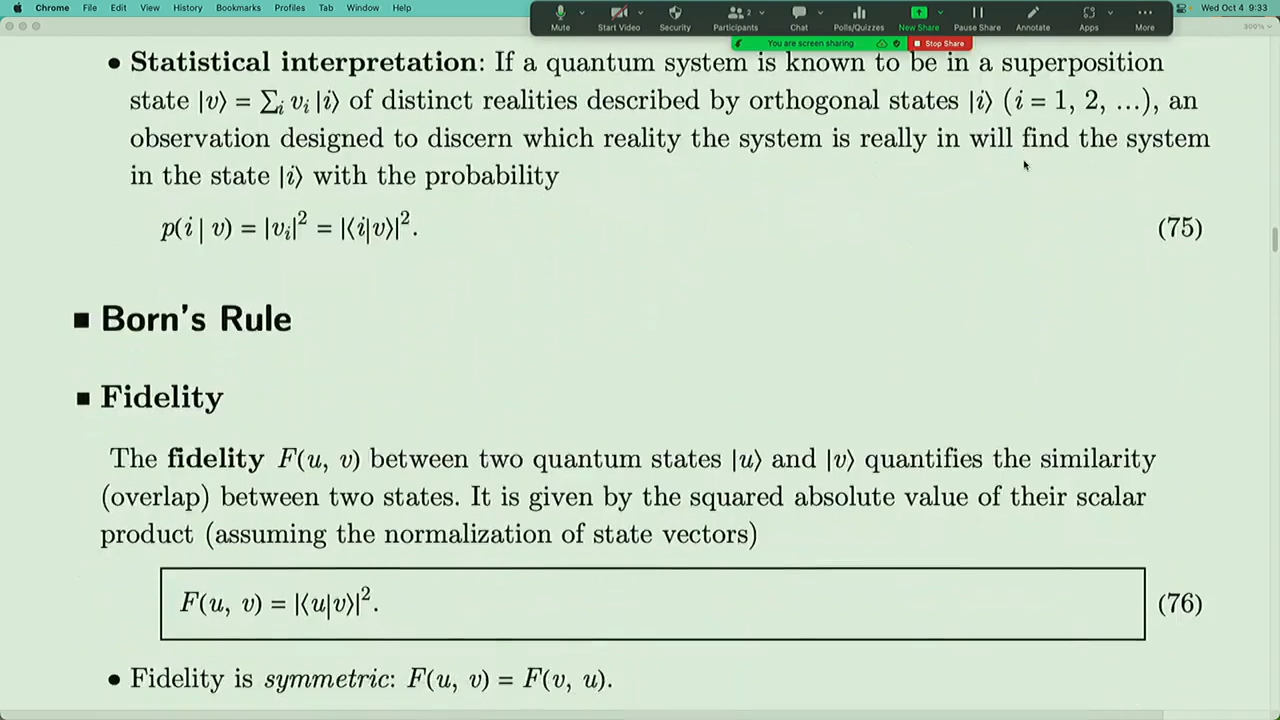 Chrome File Edit View History Bookmarks Profiles Tab Window Help
Wed Oct 4 9:33
Mute Start Video Security Participants 2 Chat Polls/Quizzes New Share Pause Share Annotate Apps More
You are screen sharing Stop Share
300%
• Statistical interpretation: If a quantum system is known to be in a superposition
state |v⟩ = ∑ᵢ vᵢ |i⟩ of distinct realities described by orthogonal states |i⟩ (i = 1, 2, ...), an
observation designed to discern which reality the system is really in will find the system
in the state |i⟩ with the probability
p(i | v) = |vᵢ|² = |⟨i|v⟩|². (75)
■ Born's Rule
■ Fidelity
The fidelity F(u, v) between two quantum states |u⟩ and |v⟩ quantifies the similarity
(overlap) between two states. It is given by the squared absolute value of their scalar
product (assuming the normalization of state vectors)
F(u, v) = |⟨u|v⟩|². (76)
• Fidelity is symmetric: F(u, v) = F(v, u).